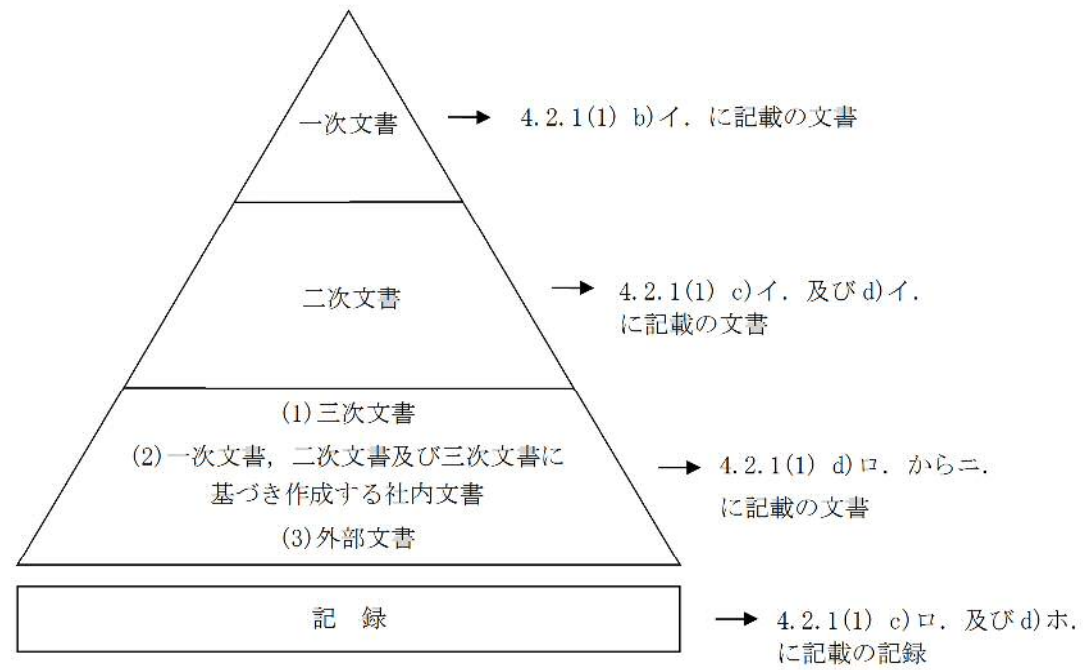 一次文書
4.2.1(1) b)イ. に記載の文書
二次文書
4.2.1(1) c)イ. 及びd)イ.
に記載の文書
(1)三次文書
(2)一次文書, 二次文書及び三次文書に
基づき作成する社内文書
(3)外部文書
4.2.1(1) d)ロ. からニ.
に記載の文書
記 録
4.2.1(1) c)ロ. 及びd)ホ.
に記載の記録